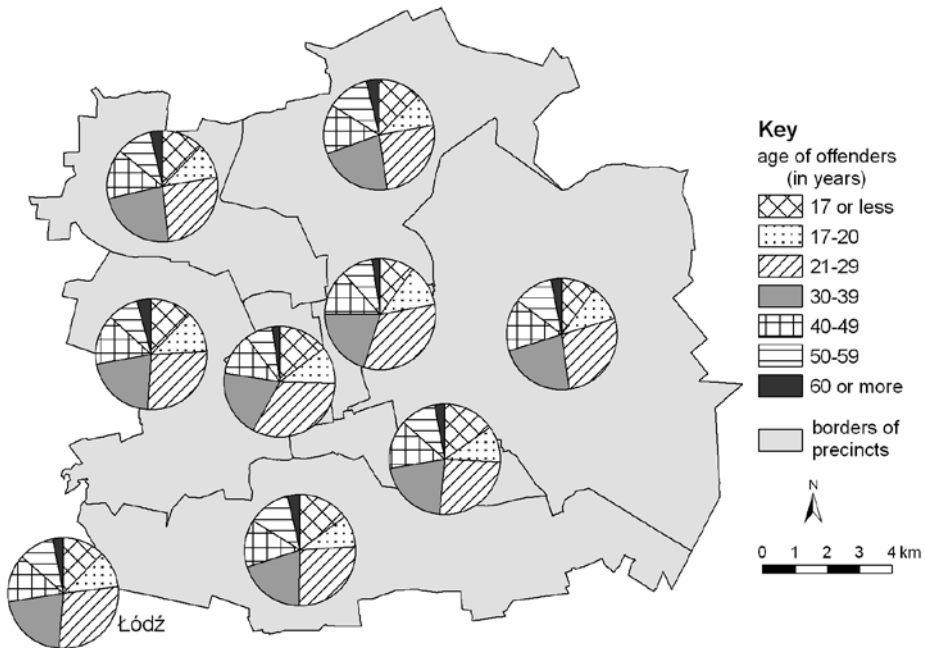 Key
age of offenders
(in years)
17 or less
17-20
21-29
30-39
40-49
50-59
60 or more
borders of
precincts
N
0 1 2 3 4 km
Łódź